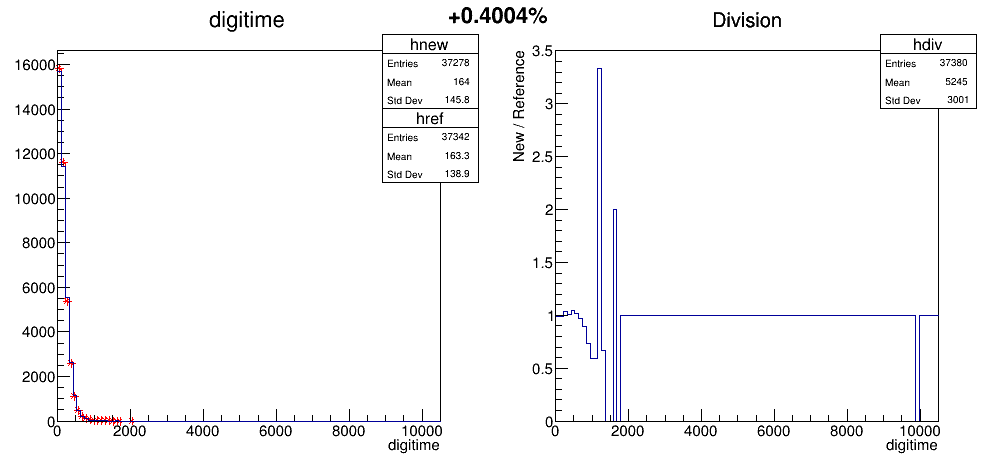 +0.4004%
digitime
hnew
Entries 37278
Mean 164
Std Dev 145.8
href
Entries 37342
Mean 163.3
Std Dev 138.9
16000
14000
12000
10000
8000
6000
4000
2000
0
0 2000 4000 6000 8000 10000
digitime
Division
hdiv
Entries 37380
Mean 5245
Std Dev 3001
New / Reference
3.5
3
2.5
2
1.5
1
0.5
0
0 2000 4000 6000 8000 10000
digitime